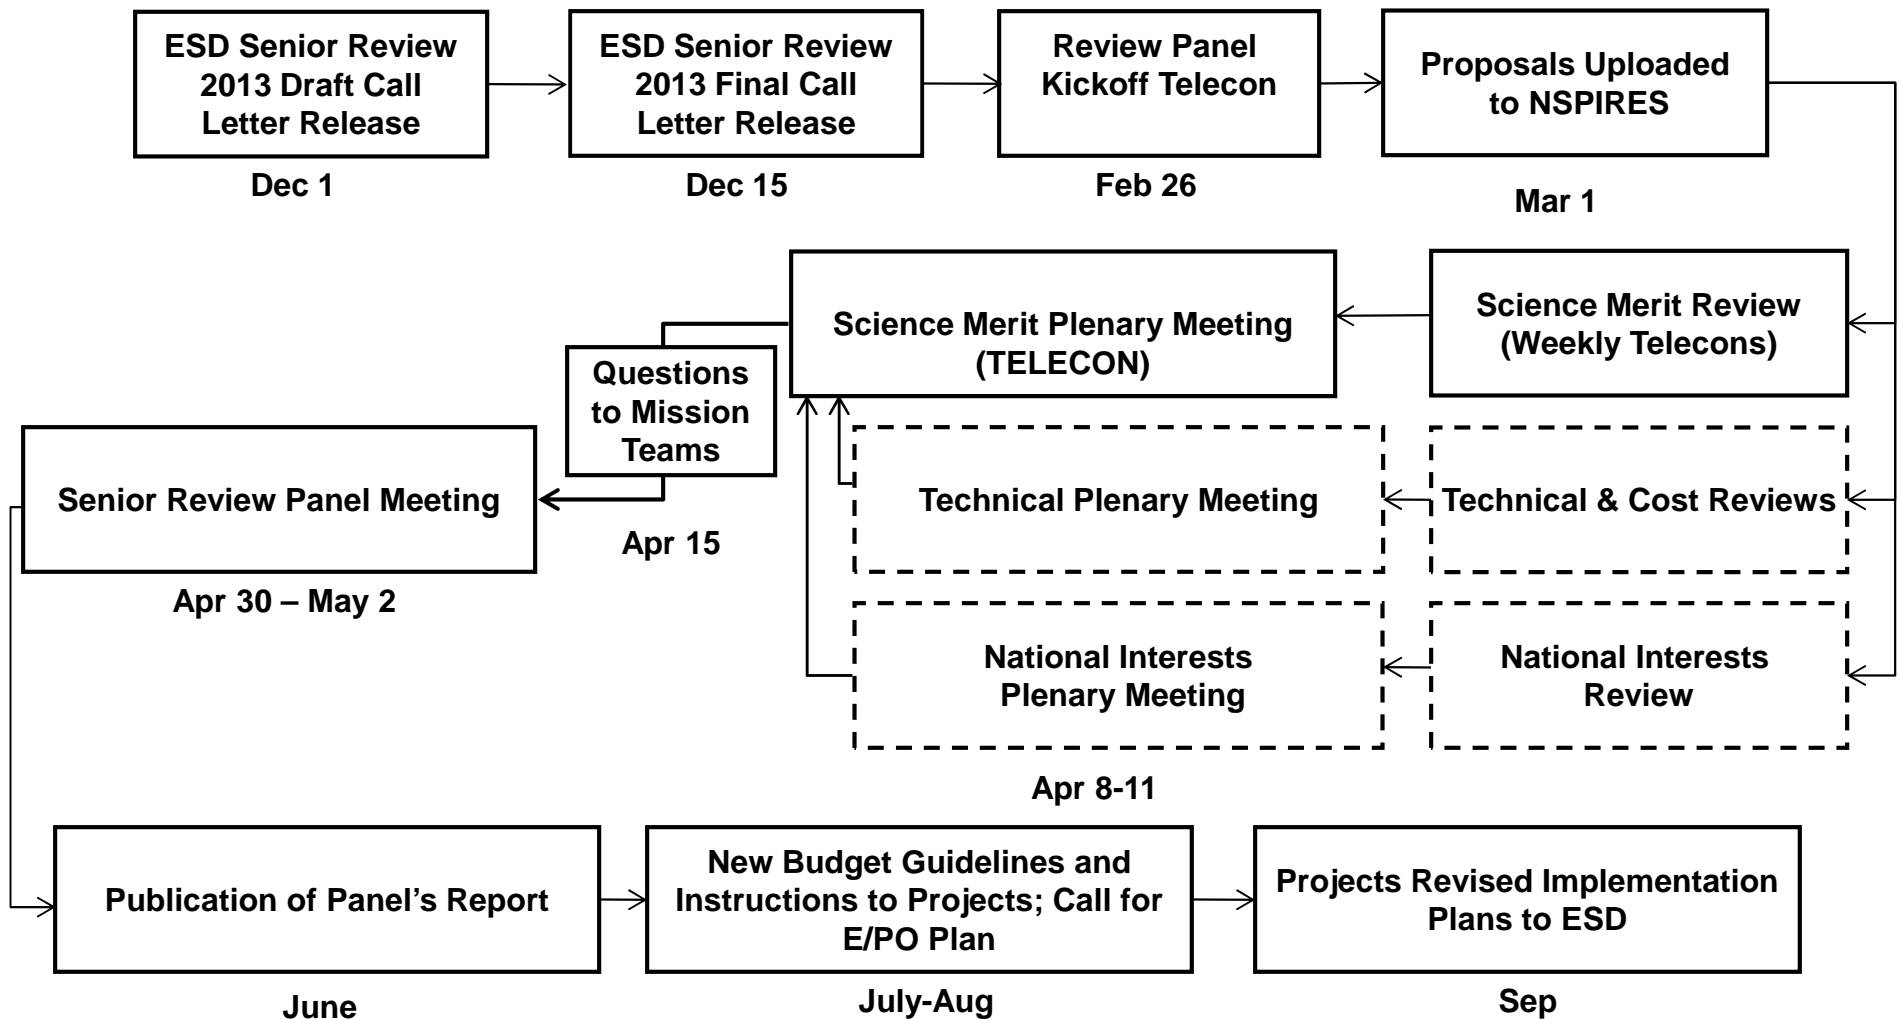 ESD Senior Review
2013 Draft Call
Letter Release
Dec 1
ESD Senior Review
2013 Final Call
Letter Release
Dec 15
Review Panel
Kickoff Telecon
Feb 26
Proposals Uploaded
to NSPIRES
Mar 1
Science Merit Review
(Weekly Telecons)
Science Merit Plenary Meeting
(TELECON)
Technical & Cost Reviews
Technical Plenary Meeting
National Interests
Review
National Interests
Plenary Meeting
Apr 8-11
Questions
to Mission
Teams
Apr 15
Senior Review Panel Meeting
Apr 30 – May 2
Publication of Panel’s Report
June
New Budget Guidelines and
Instructions to Projects; Call for
E/PO Plan
July-Aug
Projects Revised Implementation
Plans to ESD
Sep